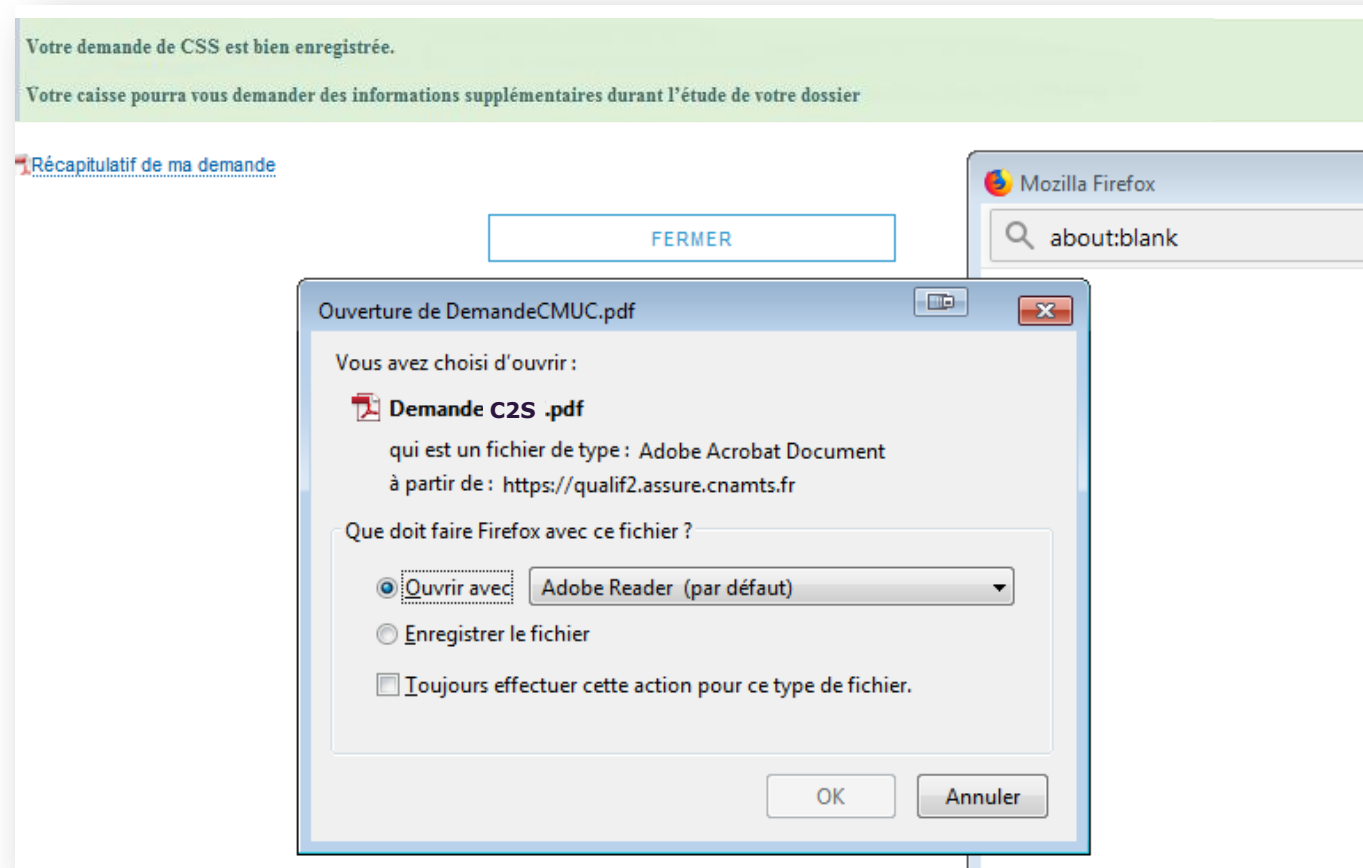 Votre demande de CSS est bien enregistrée.
Votre caisse pourra vous demander des informations supplémentaires durant l’étude de votre dossier
Récapitulatif de ma demande
FERMER
Mozilla Firefox
about:blank
Ouverture de DemandeCMUC.pdf
Vous avez choisi d’ouvrir :
Demande C2S .pdf
qui est un fichier de type : Adobe Acrobat Document
à partir de : https://qualif2.assure.cnamts.fr
Que doit faire Firefox avec ce fichier ?
Ouvrir avec Adobe Reader (par défaut)
Enregistrer le fichier
Toujours effectuer cette action pour ce type de fichier.
OK Annuler